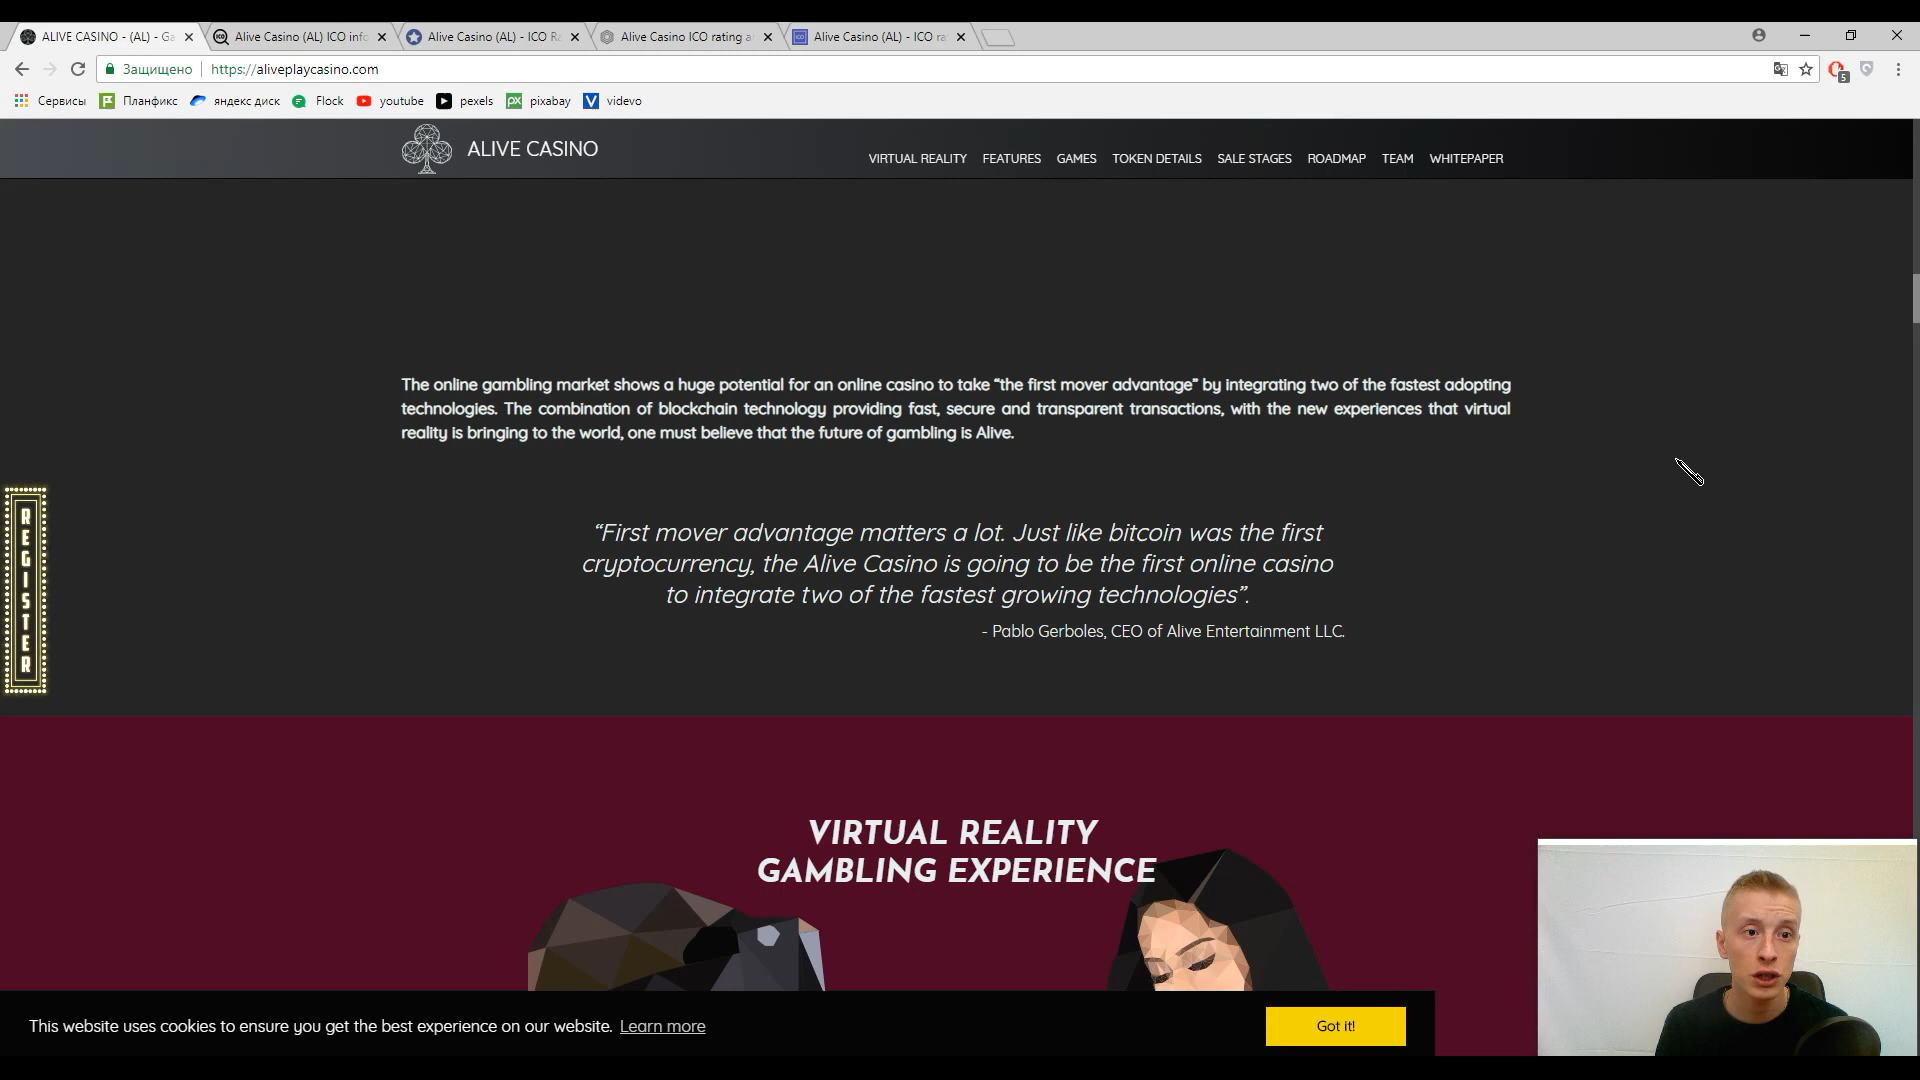 ALIVE CASINO - (AL) - Ga
Alive Casino (AL) ICO info
Alive Casino (AL) - ICO R
Alive Casino ICO rating a
Alive Casino (AL) - ICO ra
Защищено
https://aliveplaycasino.com
5
Сервисы
Планфикс
яндекс диск
Flock
youtube
pexels
px
pixabay
videvo
ALIVE CASINO
VIRTUAL REALITY
FEATURES
GAMES
TOKEN DETAILS
SALE STAGES
ROADMAP
TEAM
WHITEPAPER
The online gambling market shows a huge potential for an online casino to take “the first mover advantage” by integrating two of the fastest adopting
technologies. The combination of blockchain technology providing fast, secure and transparent transactions, with the new experiences that virtual
reality is bringing to the world, one must believe that the future of gambling is Alive.
“First mover advantage matters a lot. Just like bitcoin was the first
cryptocurrency, the Alive Casino is going to be the first online casino
to integrate two of the fastest growing technologies”.
- Pablo Gerboles, CEO of Alive Entertainment LLC.
REGISTER
VIRTUAL REALITY
GAMBLING EXPERIENCE
This website uses cookies to ensure you get the best experience on our website. Learn more
Got it!